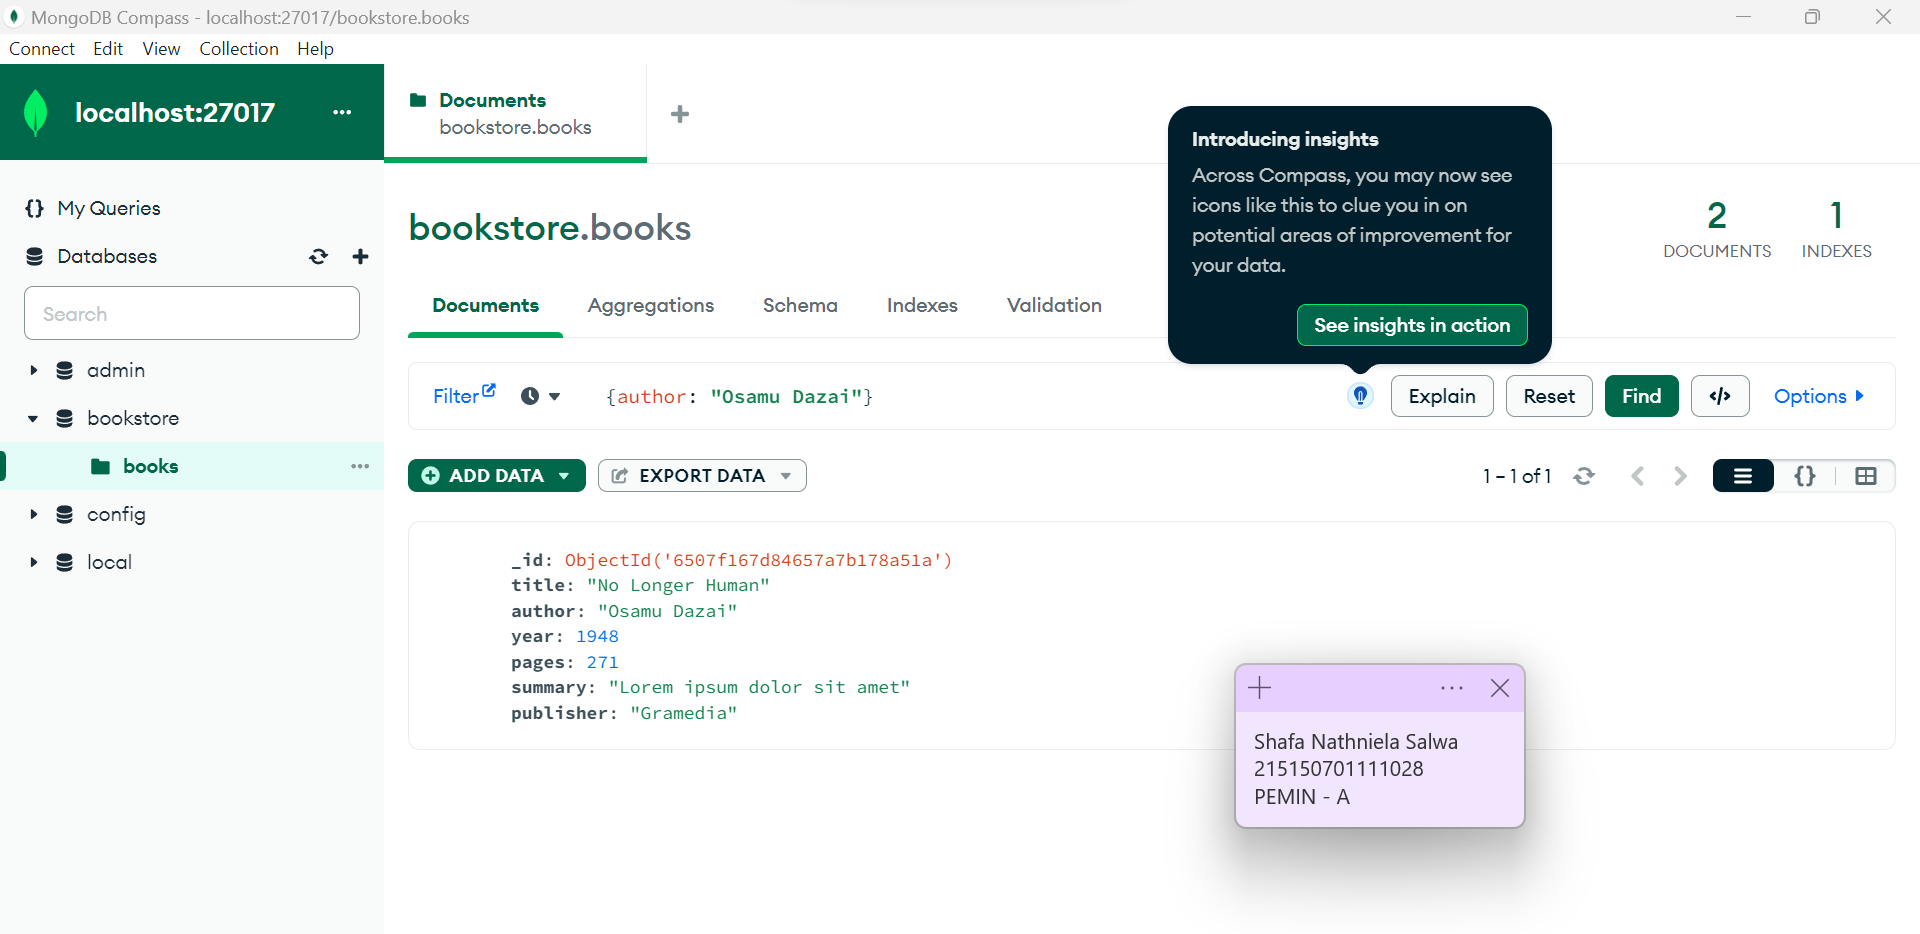 MongoDB Compass - localhost:27017/bookstore.books
Connect Edit View Collection Help
localhost:27017 ...
Documents
bookstore.books
+
{} My Queries
Databases
Search
admin
bookstore
books ...
config
local
bookstore.books
Introducing insights
Across Compass, you may now see
icons like this to clue you in on
potential areas of improvement for
your data.
See insights in action
2
DOCUMENTS
1
INDEXES
Documents Aggregations Schema Indexes Validation
Filter {author: "Osamu Dazai"} Explain Reset Find </> Options
ADD DATA EXPORT DATA 1 – 1 of 1 {}
_id: ObjectId('6507f167d84657a7b178a51a')
title: "No Longer Human"
author: "Osamu Dazai"
year: 1948
pages: 271
summary: "Lorem ipsum dolor sit amet"
publisher: "Gramedia"
Shafa Nathniela Salwa
215150701111028
PEMIN - A